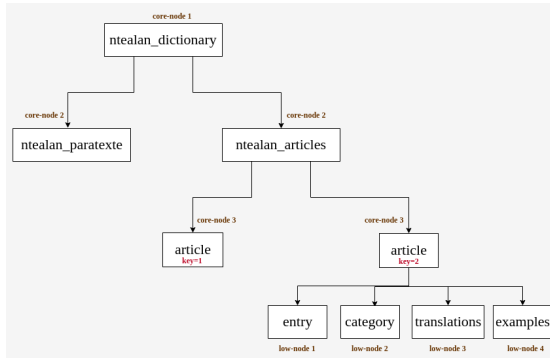 core-node 1
ntealan_dictionary
core-node 2
core-node 2
ntealan_paratexte
ntealan_articles
core-node 3
core-node 3
article
key=1
article
key=2
entry
category
translations
examples
low-node 1
low-node 2
low-node 3
low-node 4